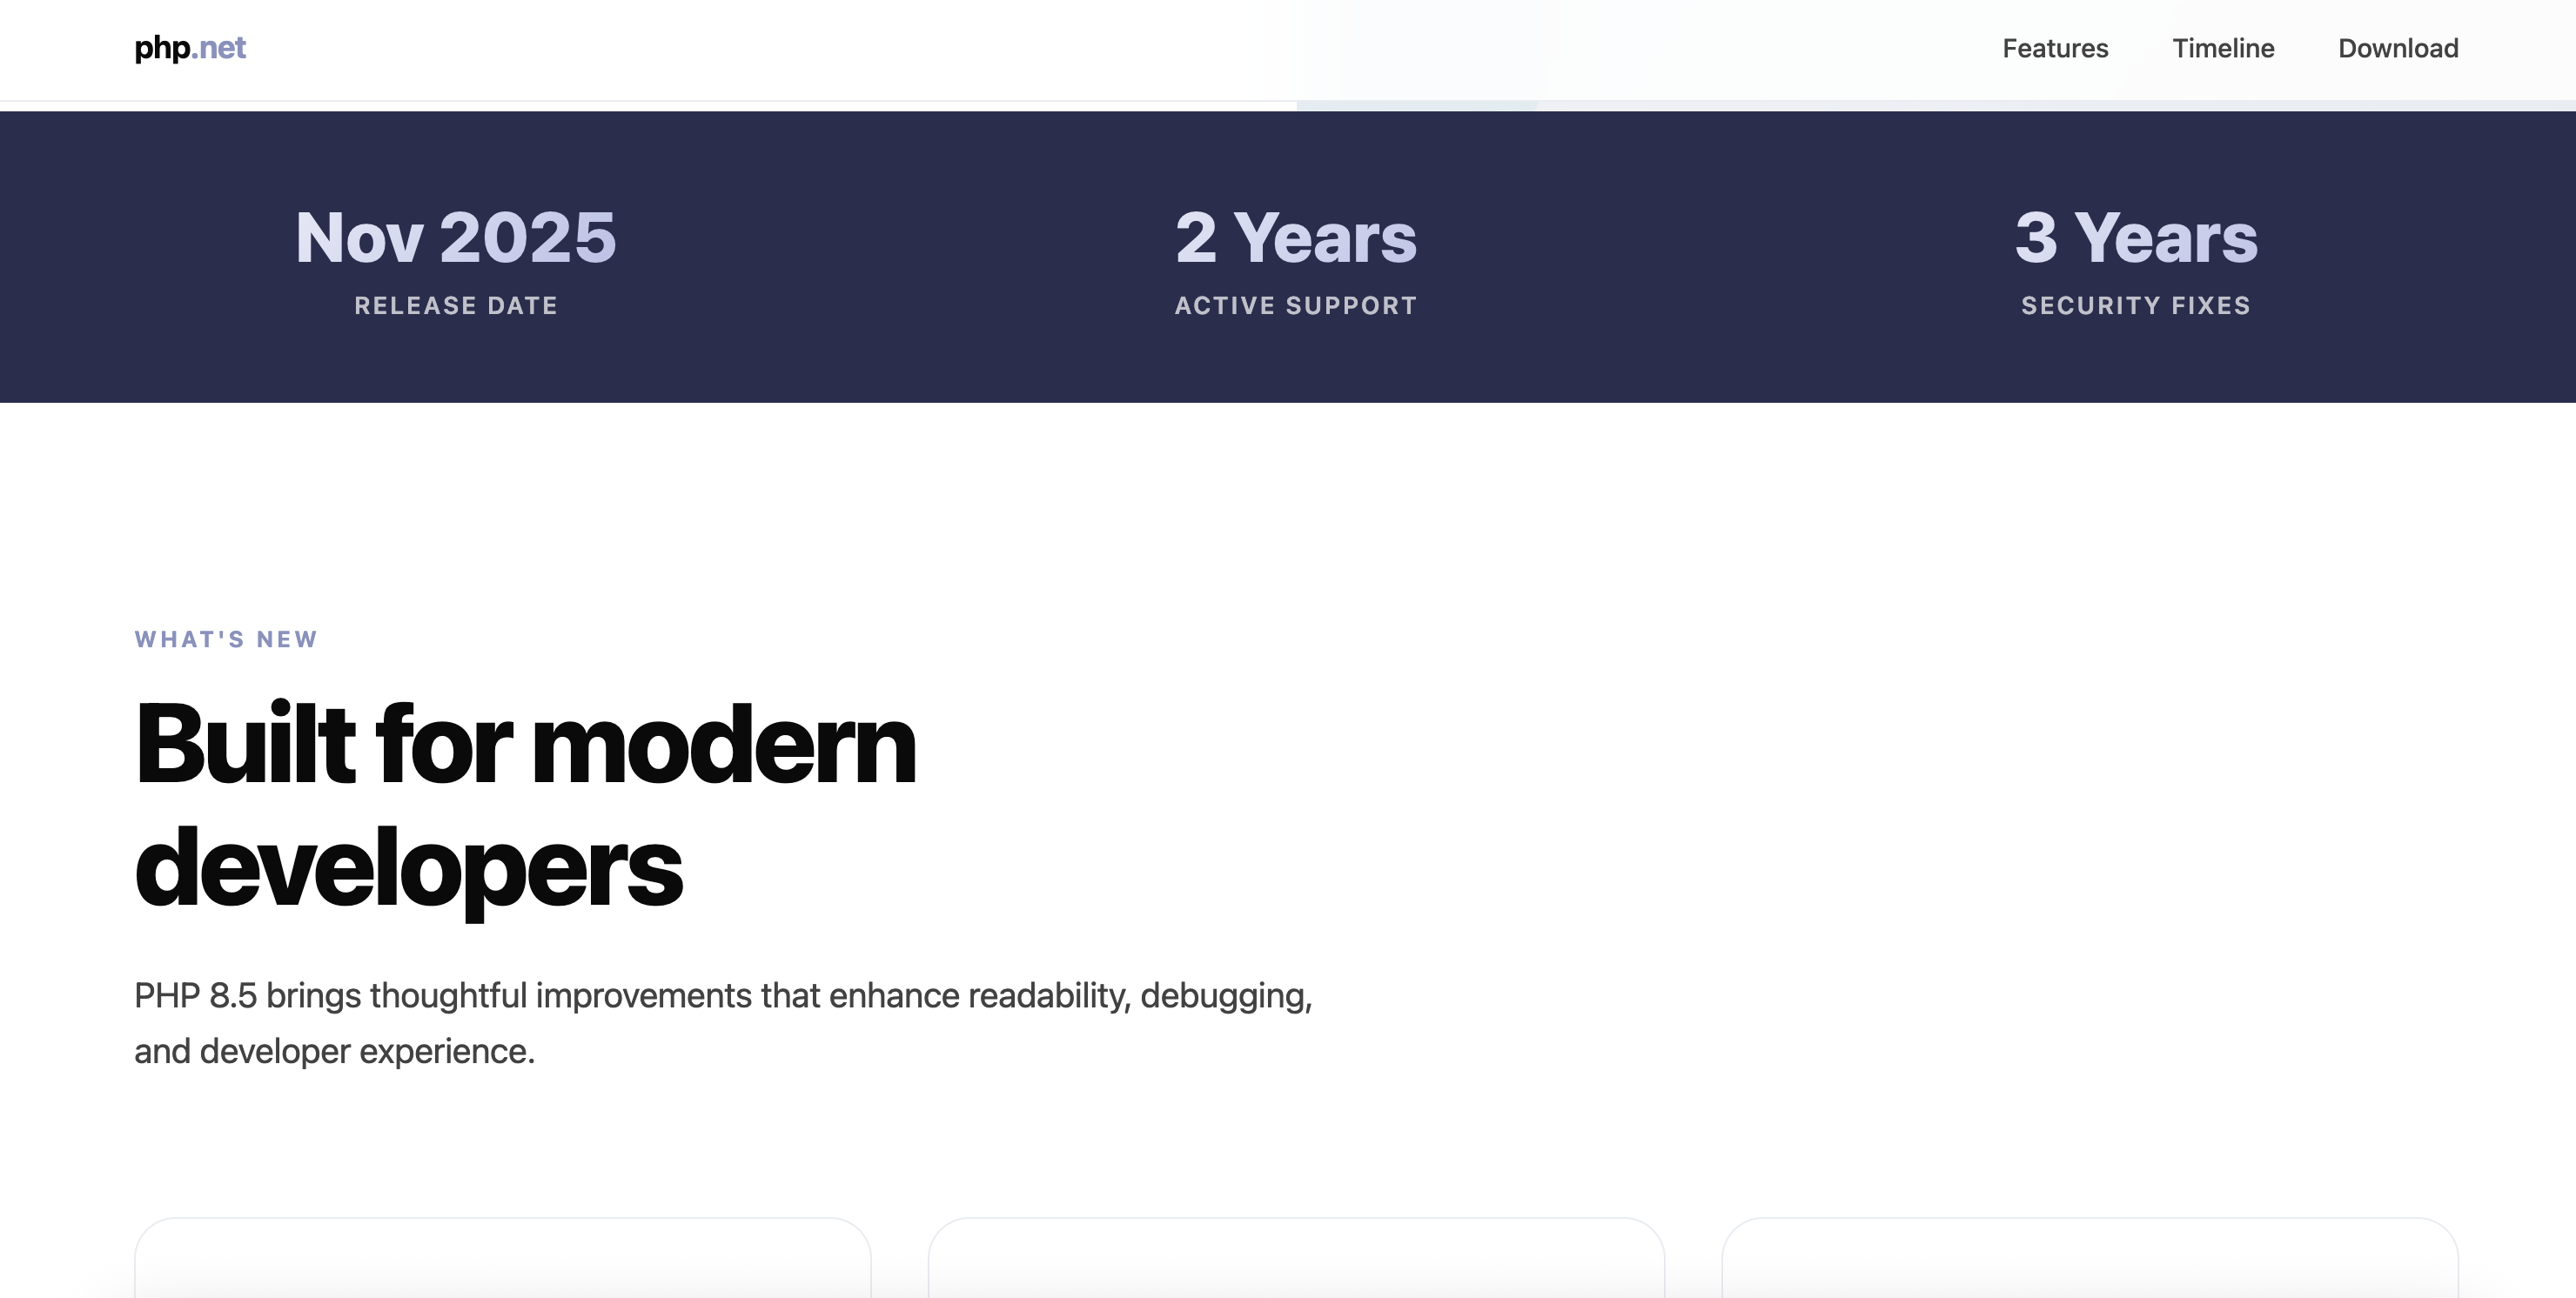 php.net
Features
Timeline
Download
Nov 2025
RELEASE DATE
2 Years
ACTIVE SUPPORT
3 Years
SECURITY FIXES
WHAT'S NEW
Built for modern
developers
PHP 8.5 brings thoughtful improvements that enhance readability, debugging,
and developer experience.